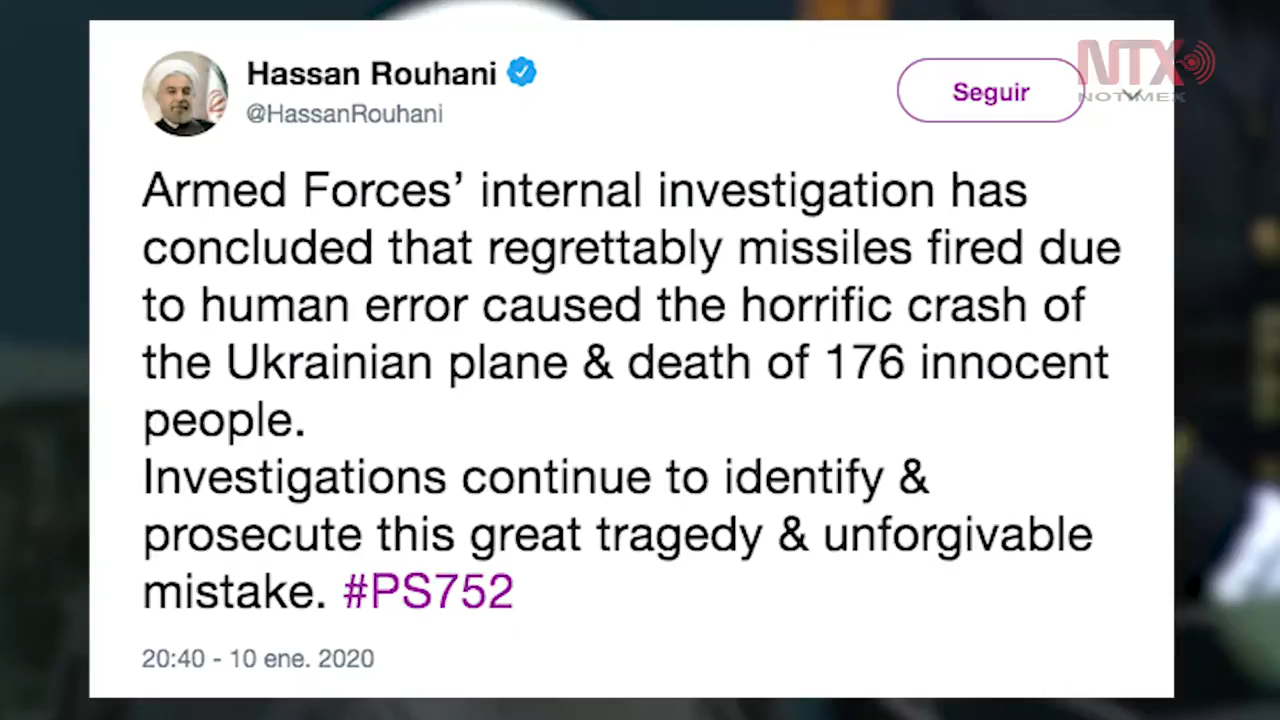 Hassan Rouhani
@HassanRouhani
Seguir
NTX
NOTIMEX
Armed Forces’ internal investigation has
concluded that regrettably missiles fired due
to human error caused the horrific crash of
the Ukrainian plane & death of 176 innocent
people.
Investigations continue to identify &
prosecute this great tragedy & unforgivable
mistake. #PS752
20:40 - 10 ene. 2020